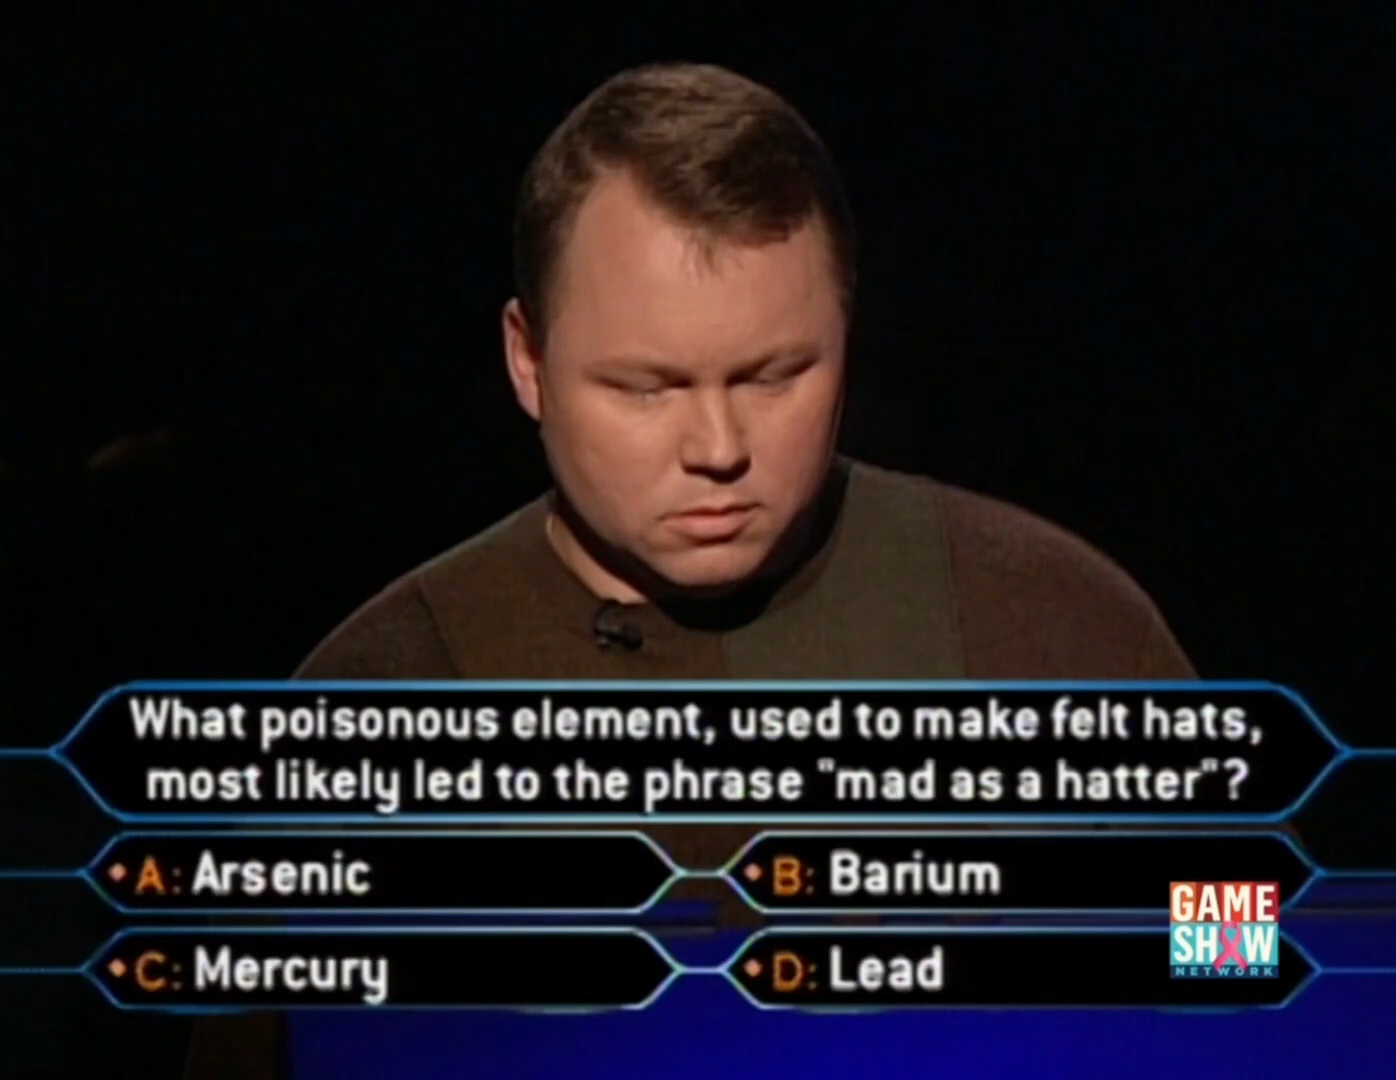 What poisonous element, used to make felt hats,
most likely led to the phrase "mad as a hatter"?
A: Arsenic
B: Barium
C: Mercury
D: Lead
GAME
SHOW
NETWORK